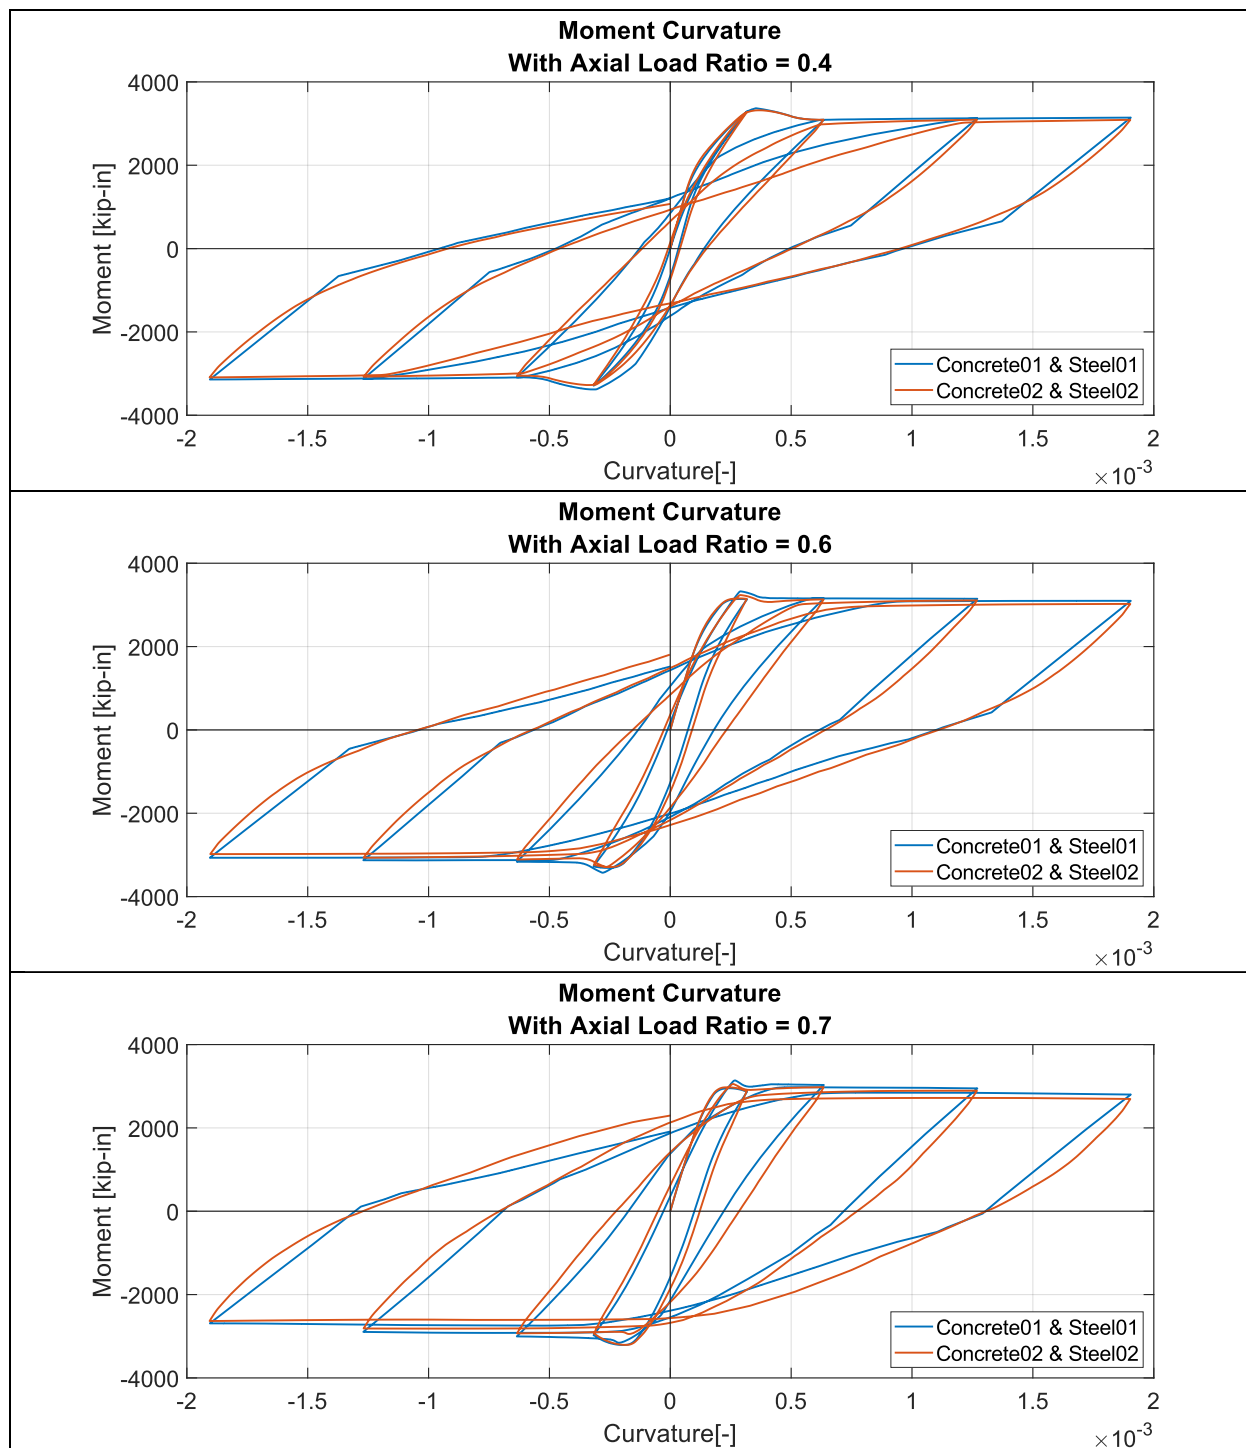 Moment Curvature
With Axial Load Ratio = 0.4
4000
2000
0
-2000
-4000
Moment [kip-in]
-2 -1.5 -1 -0.5 0 0.5 1 1.5 2
Curvature[-]
×10-3
Concrete01 & Steel01
Concrete02 & Steel02
Moment Curvature
With Axial Load Ratio = 0.6
4000
2000
0
-2000
-4000
Moment [kip-in]
-2 -1.5 -1 -0.5 0 0.5 1 1.5 2
Curvature[-]
×10-3
Concrete01 & Steel01
Concrete02 & Steel02
Moment Curvature
With Axial Load Ratio = 0.7
4000
2000
0
-2000
-4000
Moment [kip-in]
-2 -1.5 -1 -0.5 0 0.5 1 1.5 2
Curvature[-]
×10-3
Concrete01 & Steel01
Concrete02 & Steel02